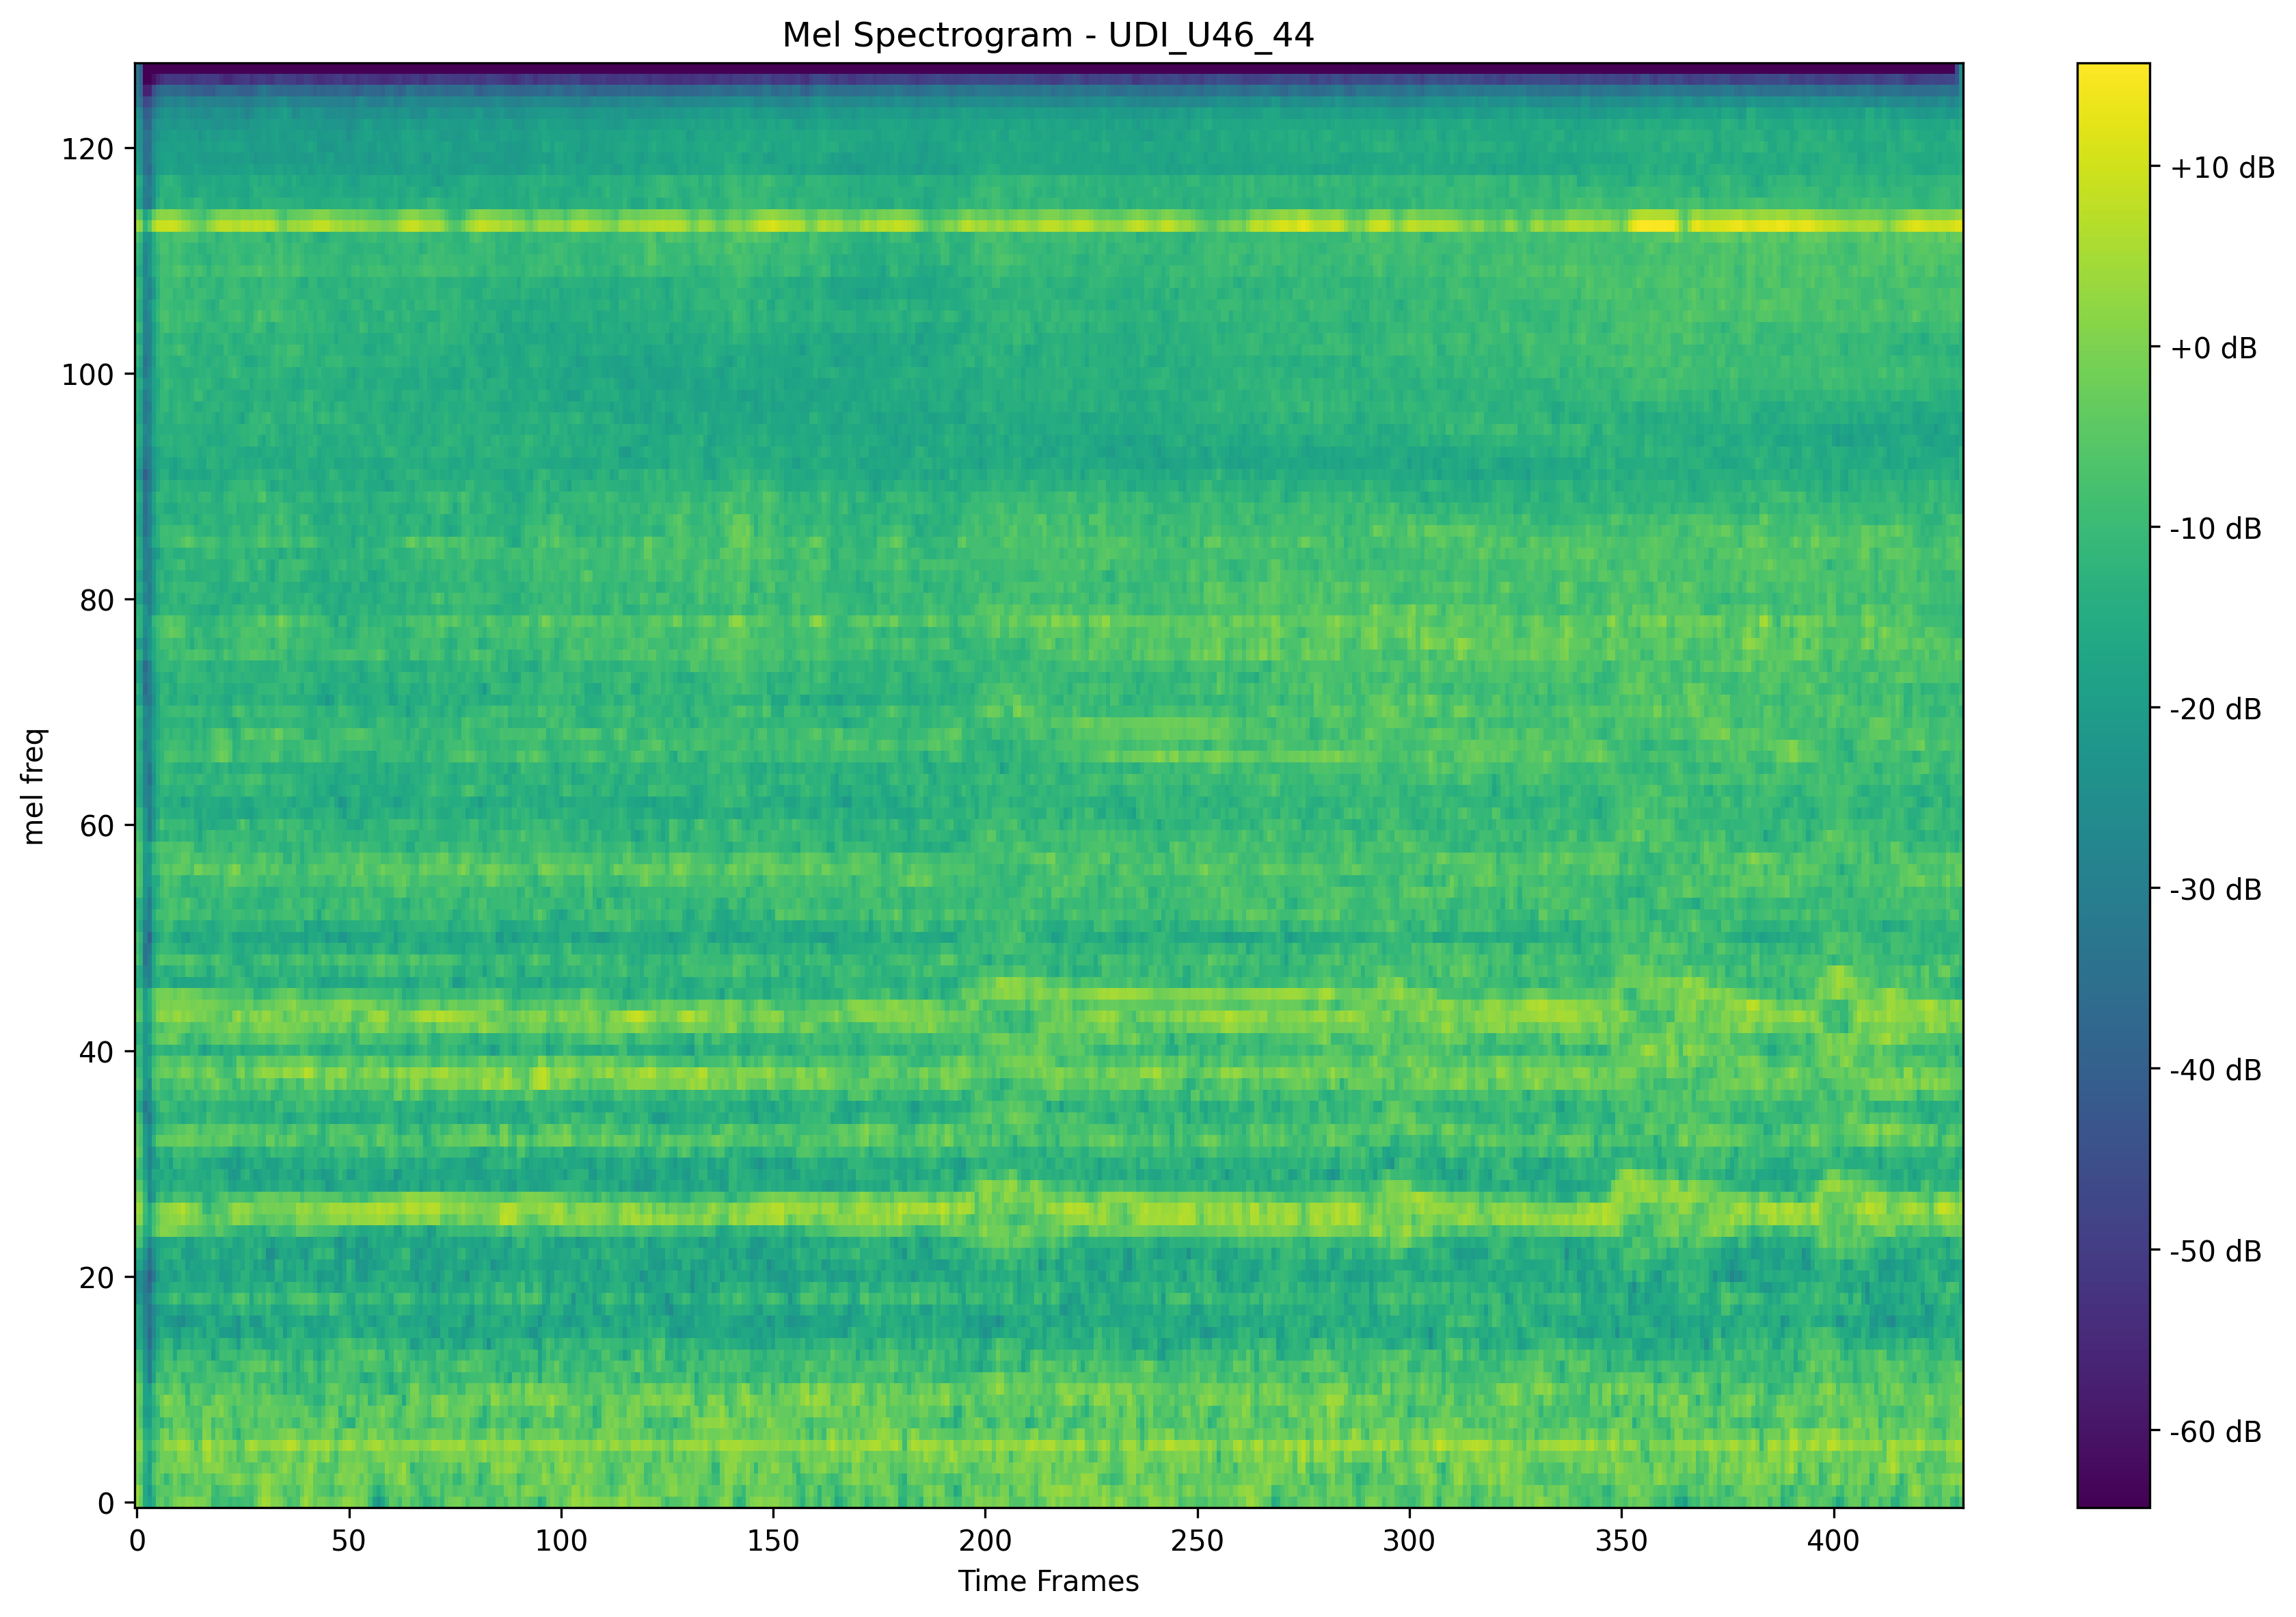 Mel Spectrogram - UDI_U46_44
mel freq
120
100
80
60
40
20
0
0 50 100 150 200 250 300 350 400
Time Frames
+10 dB
+0 dB
-10 dB
-20 dB
-30 dB
-40 dB
-50 dB
-60 dB